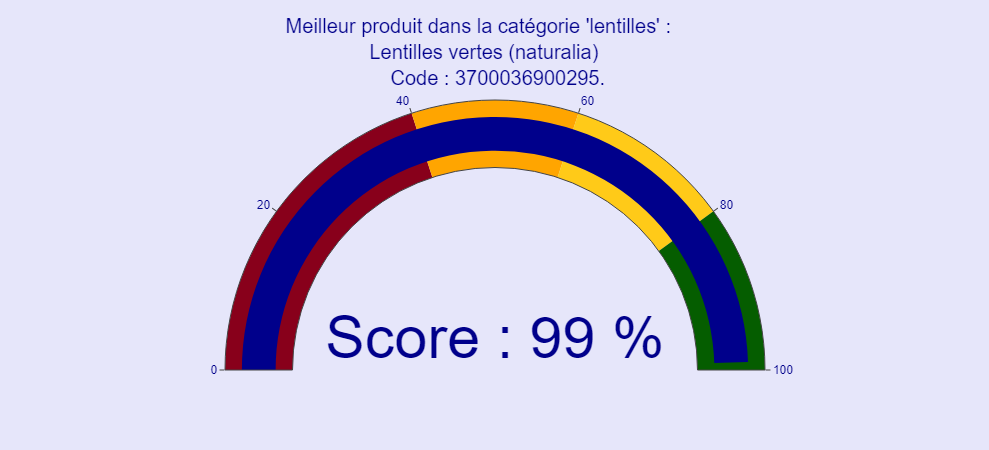 Meilleur produit dans la catégorie 'lentilles' :
Lentilles vertes (naturalia)
Code : 3700036900295.
40
60
20
80
Score : 99 %
0
100